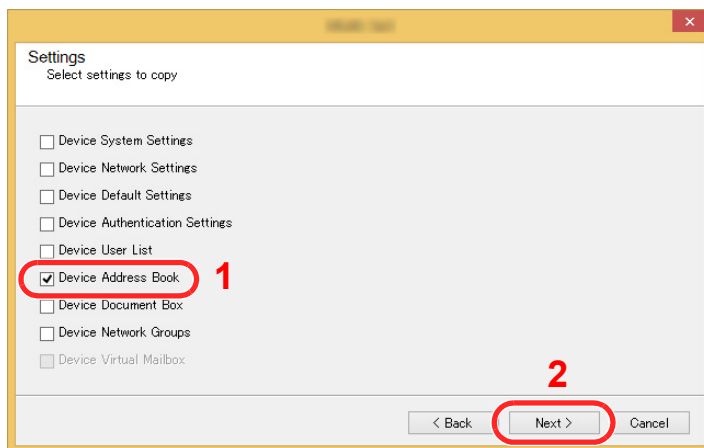 Settings
Select settings to copy
Device System Settings
Device Network Settings
Device Default Settings
Device Authentication Settings
Device User List
Device Address Book 1
Device Document Box
Device Network Groups
Device Virtual Mailbox
2
< Back Next > Cancel